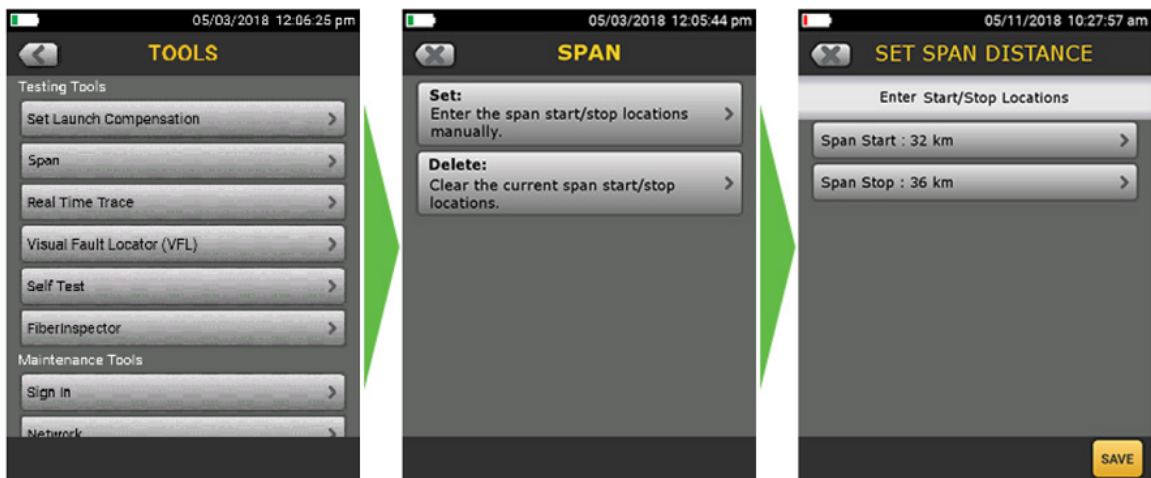 05/03/2018 12:06:25 pm
TOOLS
Testing Tools
Set Launch Compensation
Span
Real Time Trace
Visual Fault Locator (VFL)
Self Test
FiberInspector
Maintenance Tools
Sign In
Network
05/03/2018 12:05:44 pm
SPAN
Set:
Enter the span start/stop locations
manually.
Delete:
Clear the current span start/stop
locations.
05/11/2018 10:27:57 am
SET SPAN DISTANCE
Enter Start/Stop Locations
Span Start : 32 km
Span Stop : 36 km
SAVE